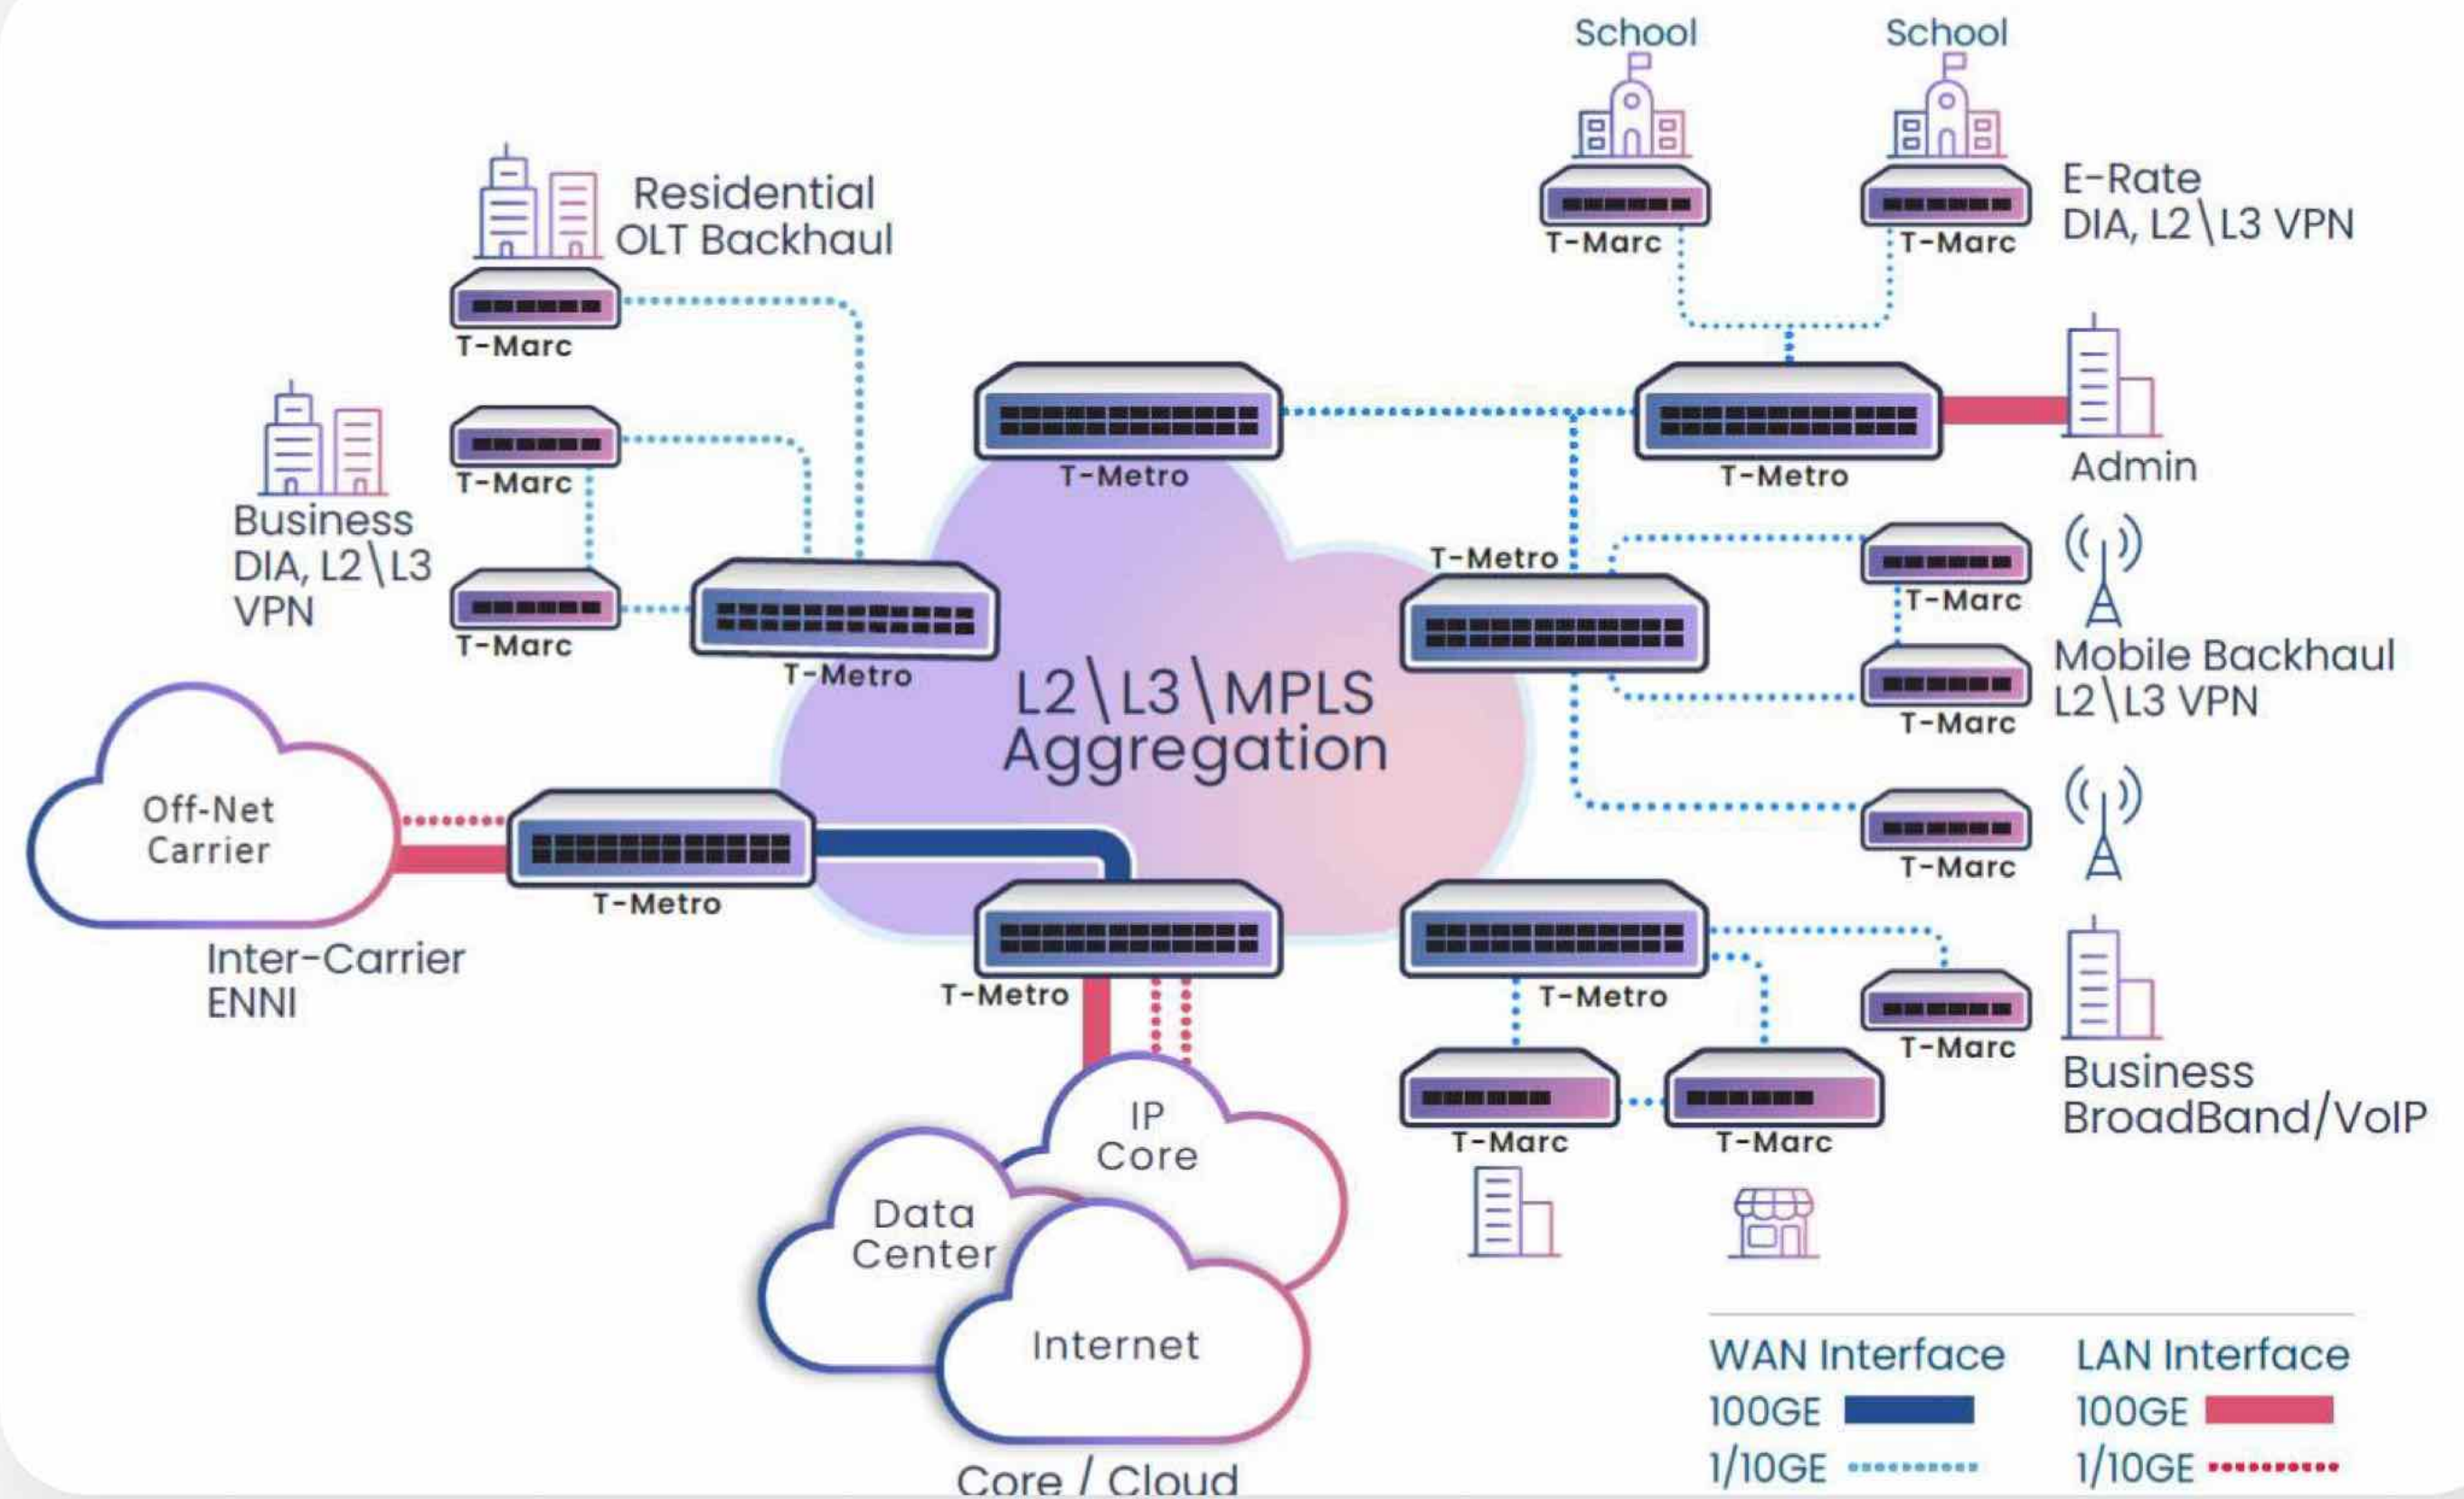 School
School
T-Marc
T-Marc
E-Rate
DIA, L2\L3 VPN
Residential
OLT Backhaul
T-Marc
T-Marc
Business
DIA, L2\L3
VPN
T-Marc
T-Metro
T-Metro
T-Metro
Admin
T-Metro
T-Marc
Mobile Backhaul
L2\L3 VPN
T-Marc
T-Marc
L2\L3\MPLS
Aggregation
Off-Net
Carrier
T-Metro
Inter-Carrier
ENNI
T-Metro
T-Metro
T-Marc
T-Marc
T-Marc
Business
BroadBand/VoIP
IP
Core
Data
Center
Internet
Core / Cloud
WAN Interface
100GE
1/10GE
LAN Interface
100GE
1/10GE